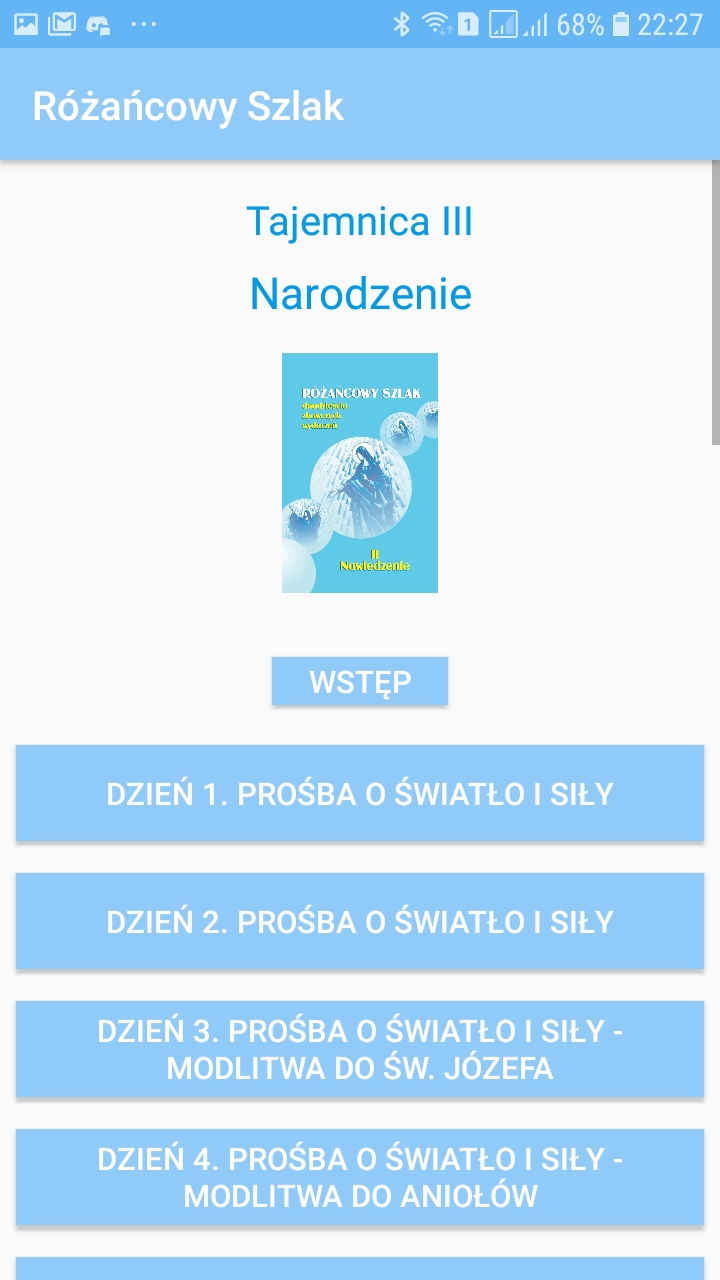 1 68% 22:27
Różańcowy Szlak
Tajemnica III
Narodzenie
RÓŻAŃCOWY SZLAK
II
WSTĘP
DZIEŃ 1. PROŚBA O ŚWIATŁO I SIŁY
DZIEŃ 2. PROŚBA O ŚWIATŁO I SIŁY
DZIEŃ 3. PROŚBA O ŚWIATŁO I SIŁY -
MODLITWA DO ŚW. JÓZEFA
DZIEŃ 4. PROŚBA O ŚWIATŁO I SIŁY -
MODLITWA DO ANIOŁÓW